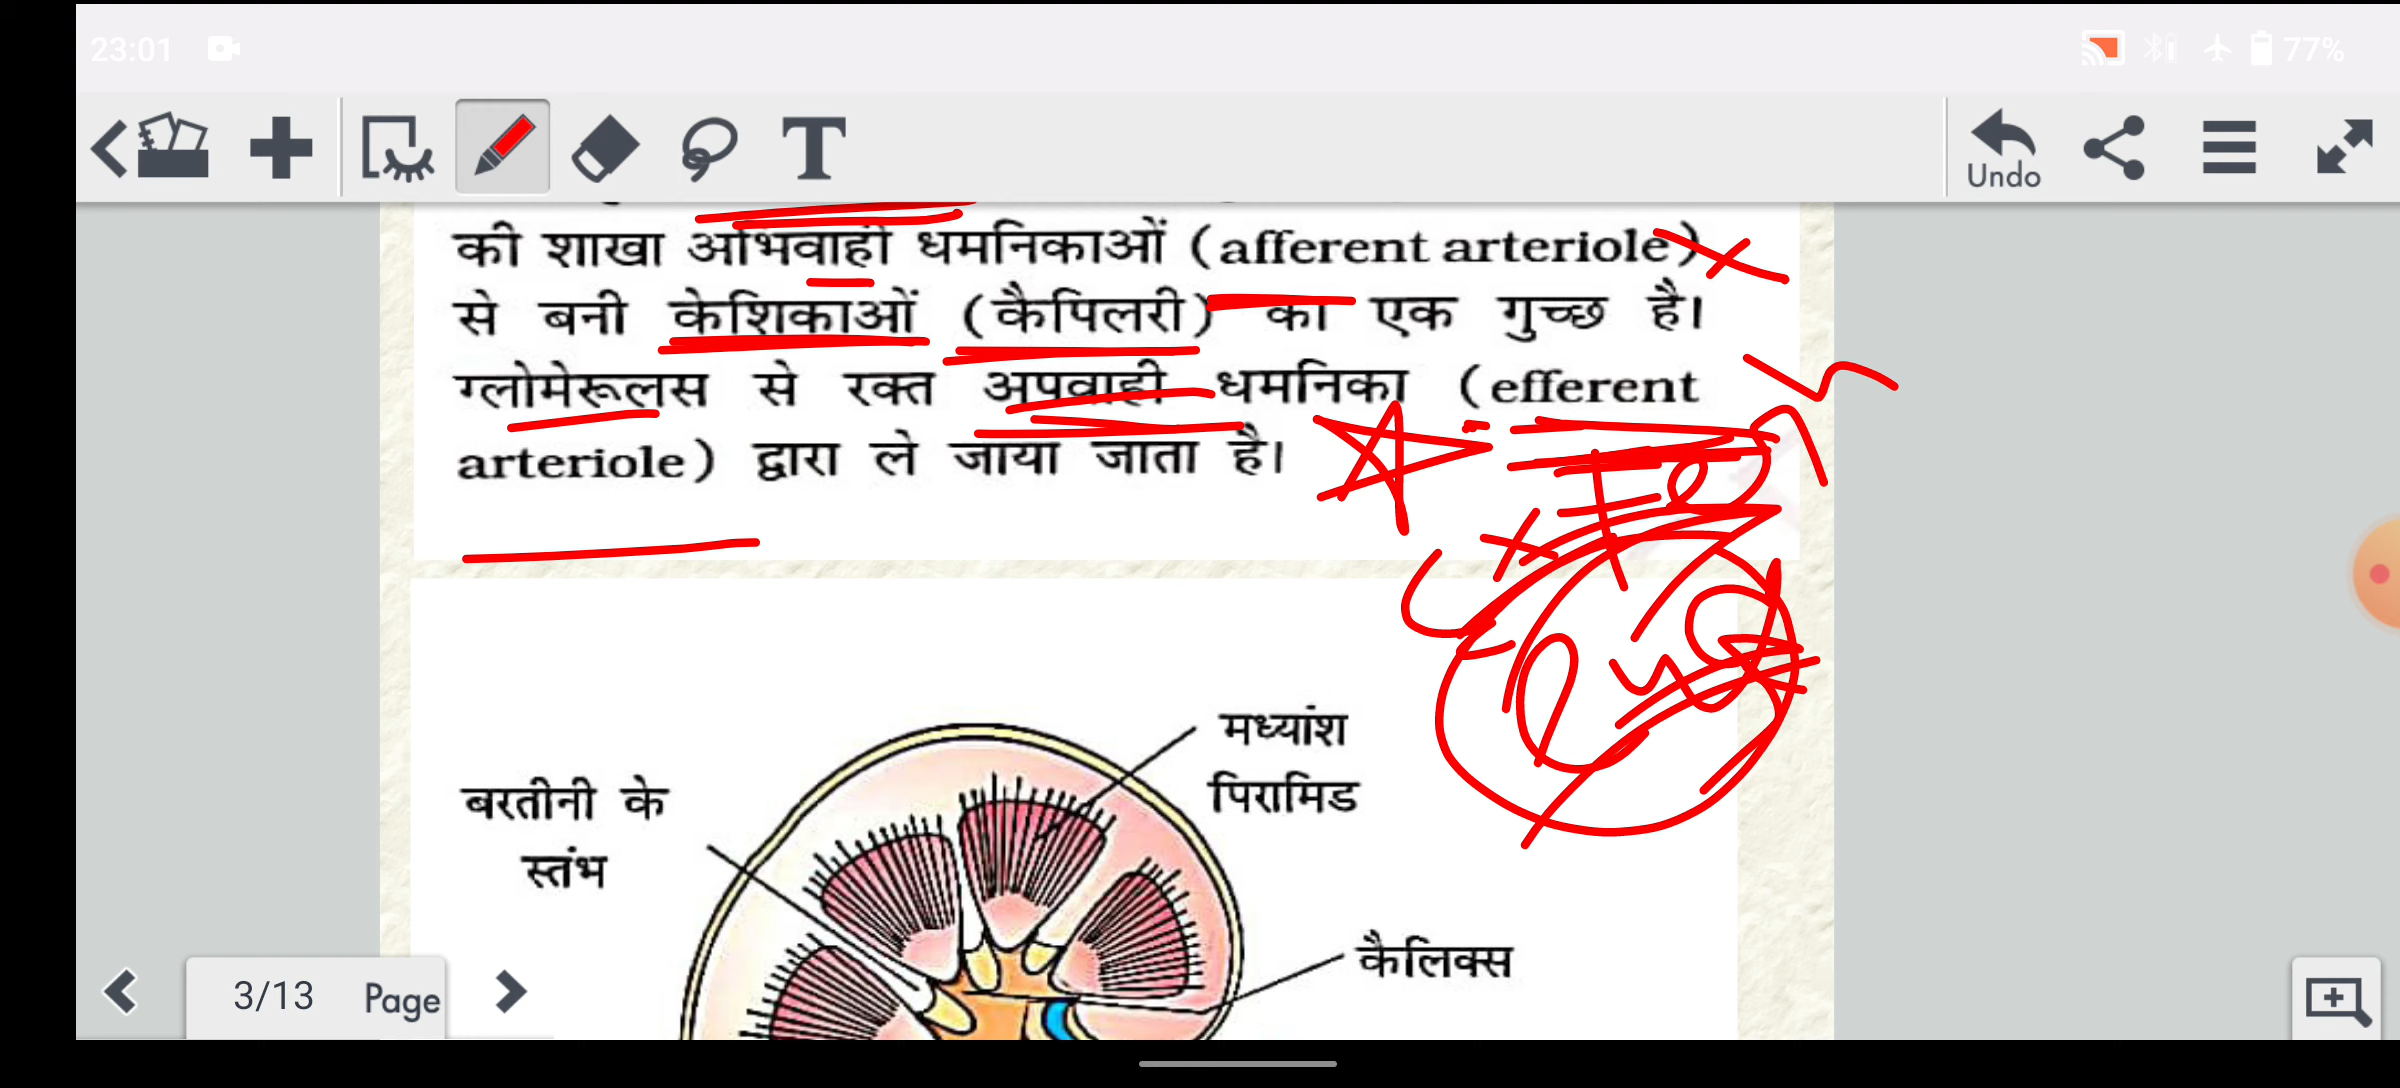 23:01
77%
Undo
की शाखा अभिवाही धमनिकाओं (afferent arteriole)
से बनी केशिकाओं (कैपिलरी) का एक गुच्छ है।
ग्लोमेरूलस से रक्त अपवाही धमनिका (efferent
arteriole) द्वारा ले जाया जाता है।
मध्यांश
पिरामिड
बरतीनी के
स्तंभ
कैलिक्स
3/13 Page